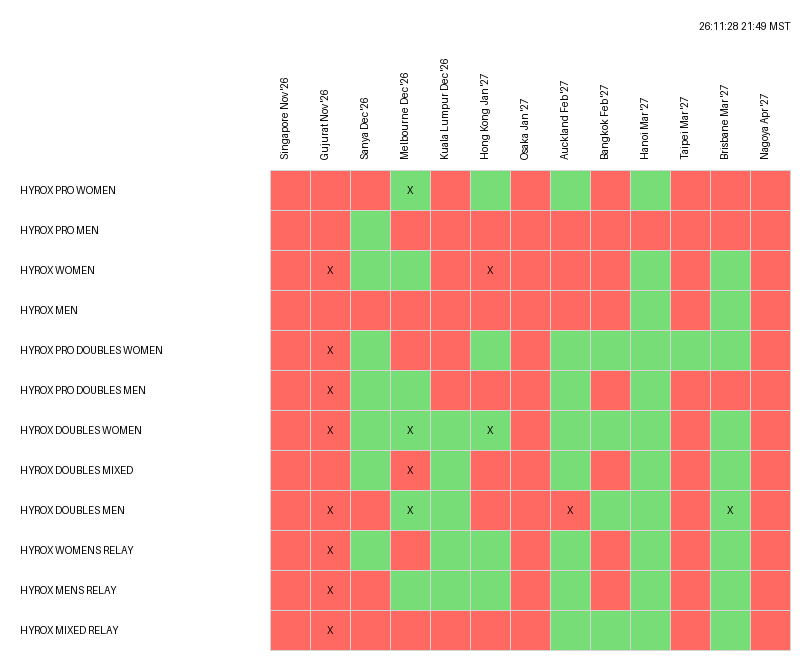 26:11:28 21:49 MST
Singapore Nov '26
Gujurat Nov '26
Sanya Dec '26
Melbourne Dec '26
Kuala Lumpur Dec '26
Hong Kong Jan '27
Osaka Jan '27
Auckland Feb '27
Bangkok Feb '27
Hanoi Mar '27
Taipei Mar '27
Brisbane Mar '27
Nagoya Apr '27
HYROX PRO WOMEN X
HYROX PRO MEN
HYROX WOMEN X X
HYROX MEN
HYROX PRO DOUBLES WOMEN X
HYROX PRO DOUBLES MEN X
HYROX DOUBLES WOMEN X X X
HYROX DOUBLES MIXED X
HYROX DOUBLES MEN X X X X
HYROX WOMENS RELAY X
HYROX MENS RELAY X
HYROX MIXED RELAY X